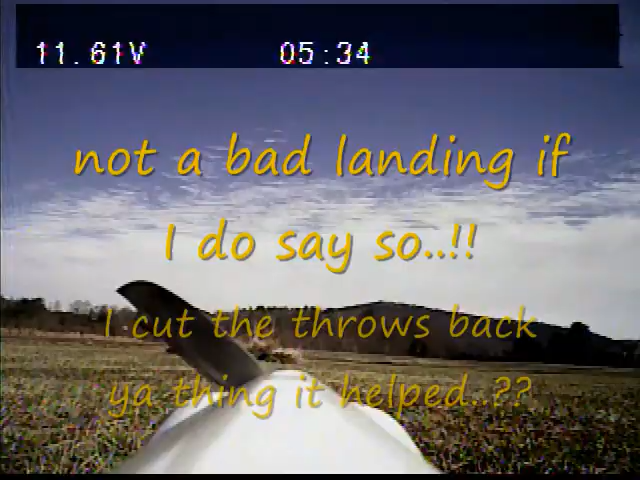 11.61V 05:34
not a bad landing if
I do say so..!!
I cut the throws back
ya thing it helped..??